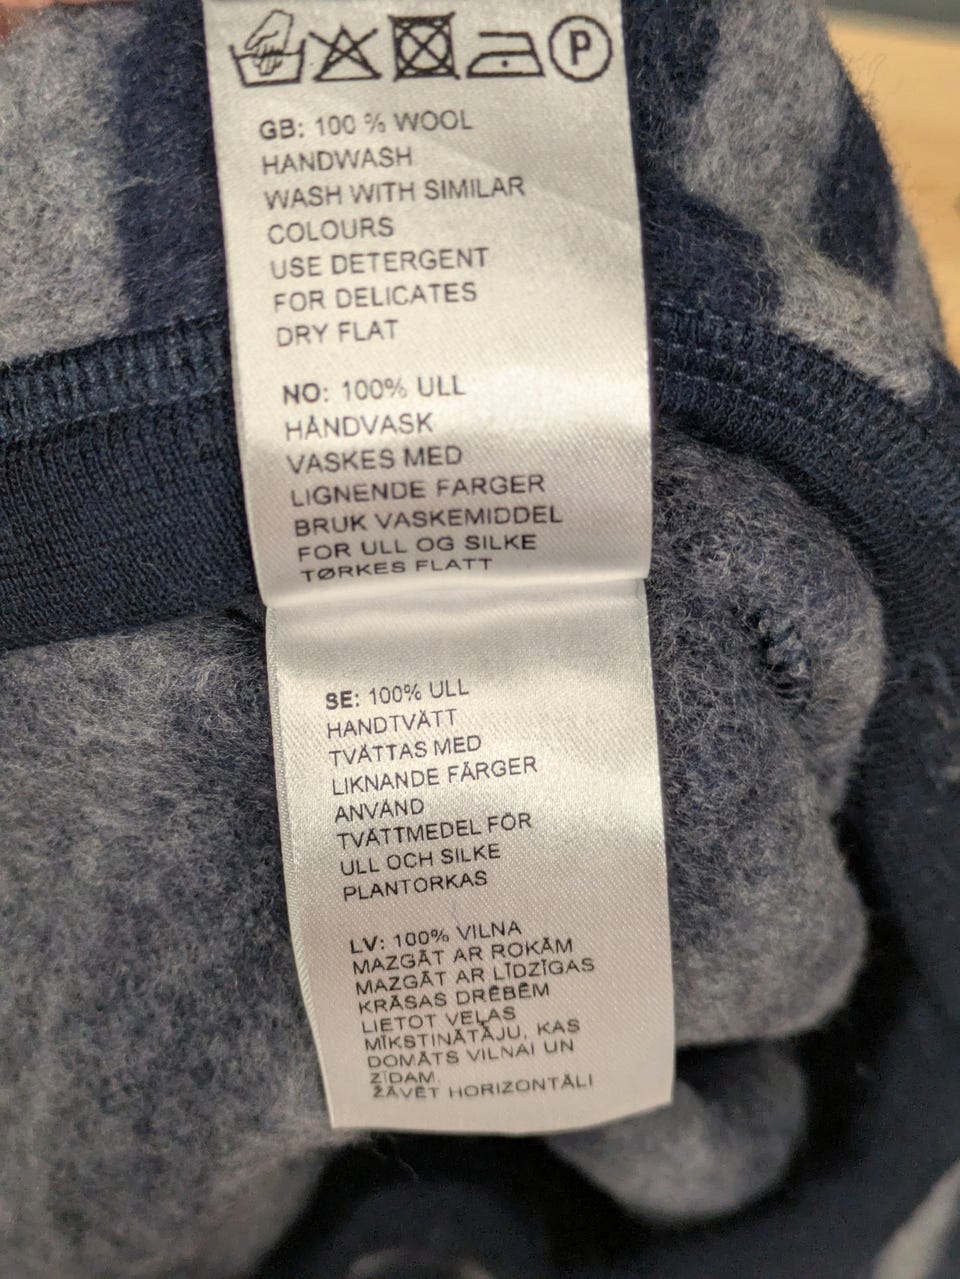 P
GB: 100 % WOOL
HANDWASH
WASH WITH SIMILAR
COLOURS
USE DETERGENT
FOR DELICATES
DRY FLAT
NO: 100% ULL
HÅNDVASK
VASKES MED
LIGNENDE FARGER
BRUK VASKEMIDDEL
FOR ULL OG SILKE
TØRKES FLATT
SE: 100% ULL
HANDTVÄTT
TVÄTTAS MED
LIKNANDE FÄRGER
ANVÄND
TVÄTTMEDEL FÖR
ULL OCH SILKE
PLANTORKAS
LV: 100% VILNA
MAZGĀT AR ROKĀM
MAZGĀT AR LĪDZĪGAS
KRĀSAS DRĒBĒM
LIETOT VEĻAS
MĪKSTINĀTĀJU, KAS
DOMĀTS VILNAI UN
ZĪDAM.
ŽĀVĒT HORIZONTĀLI